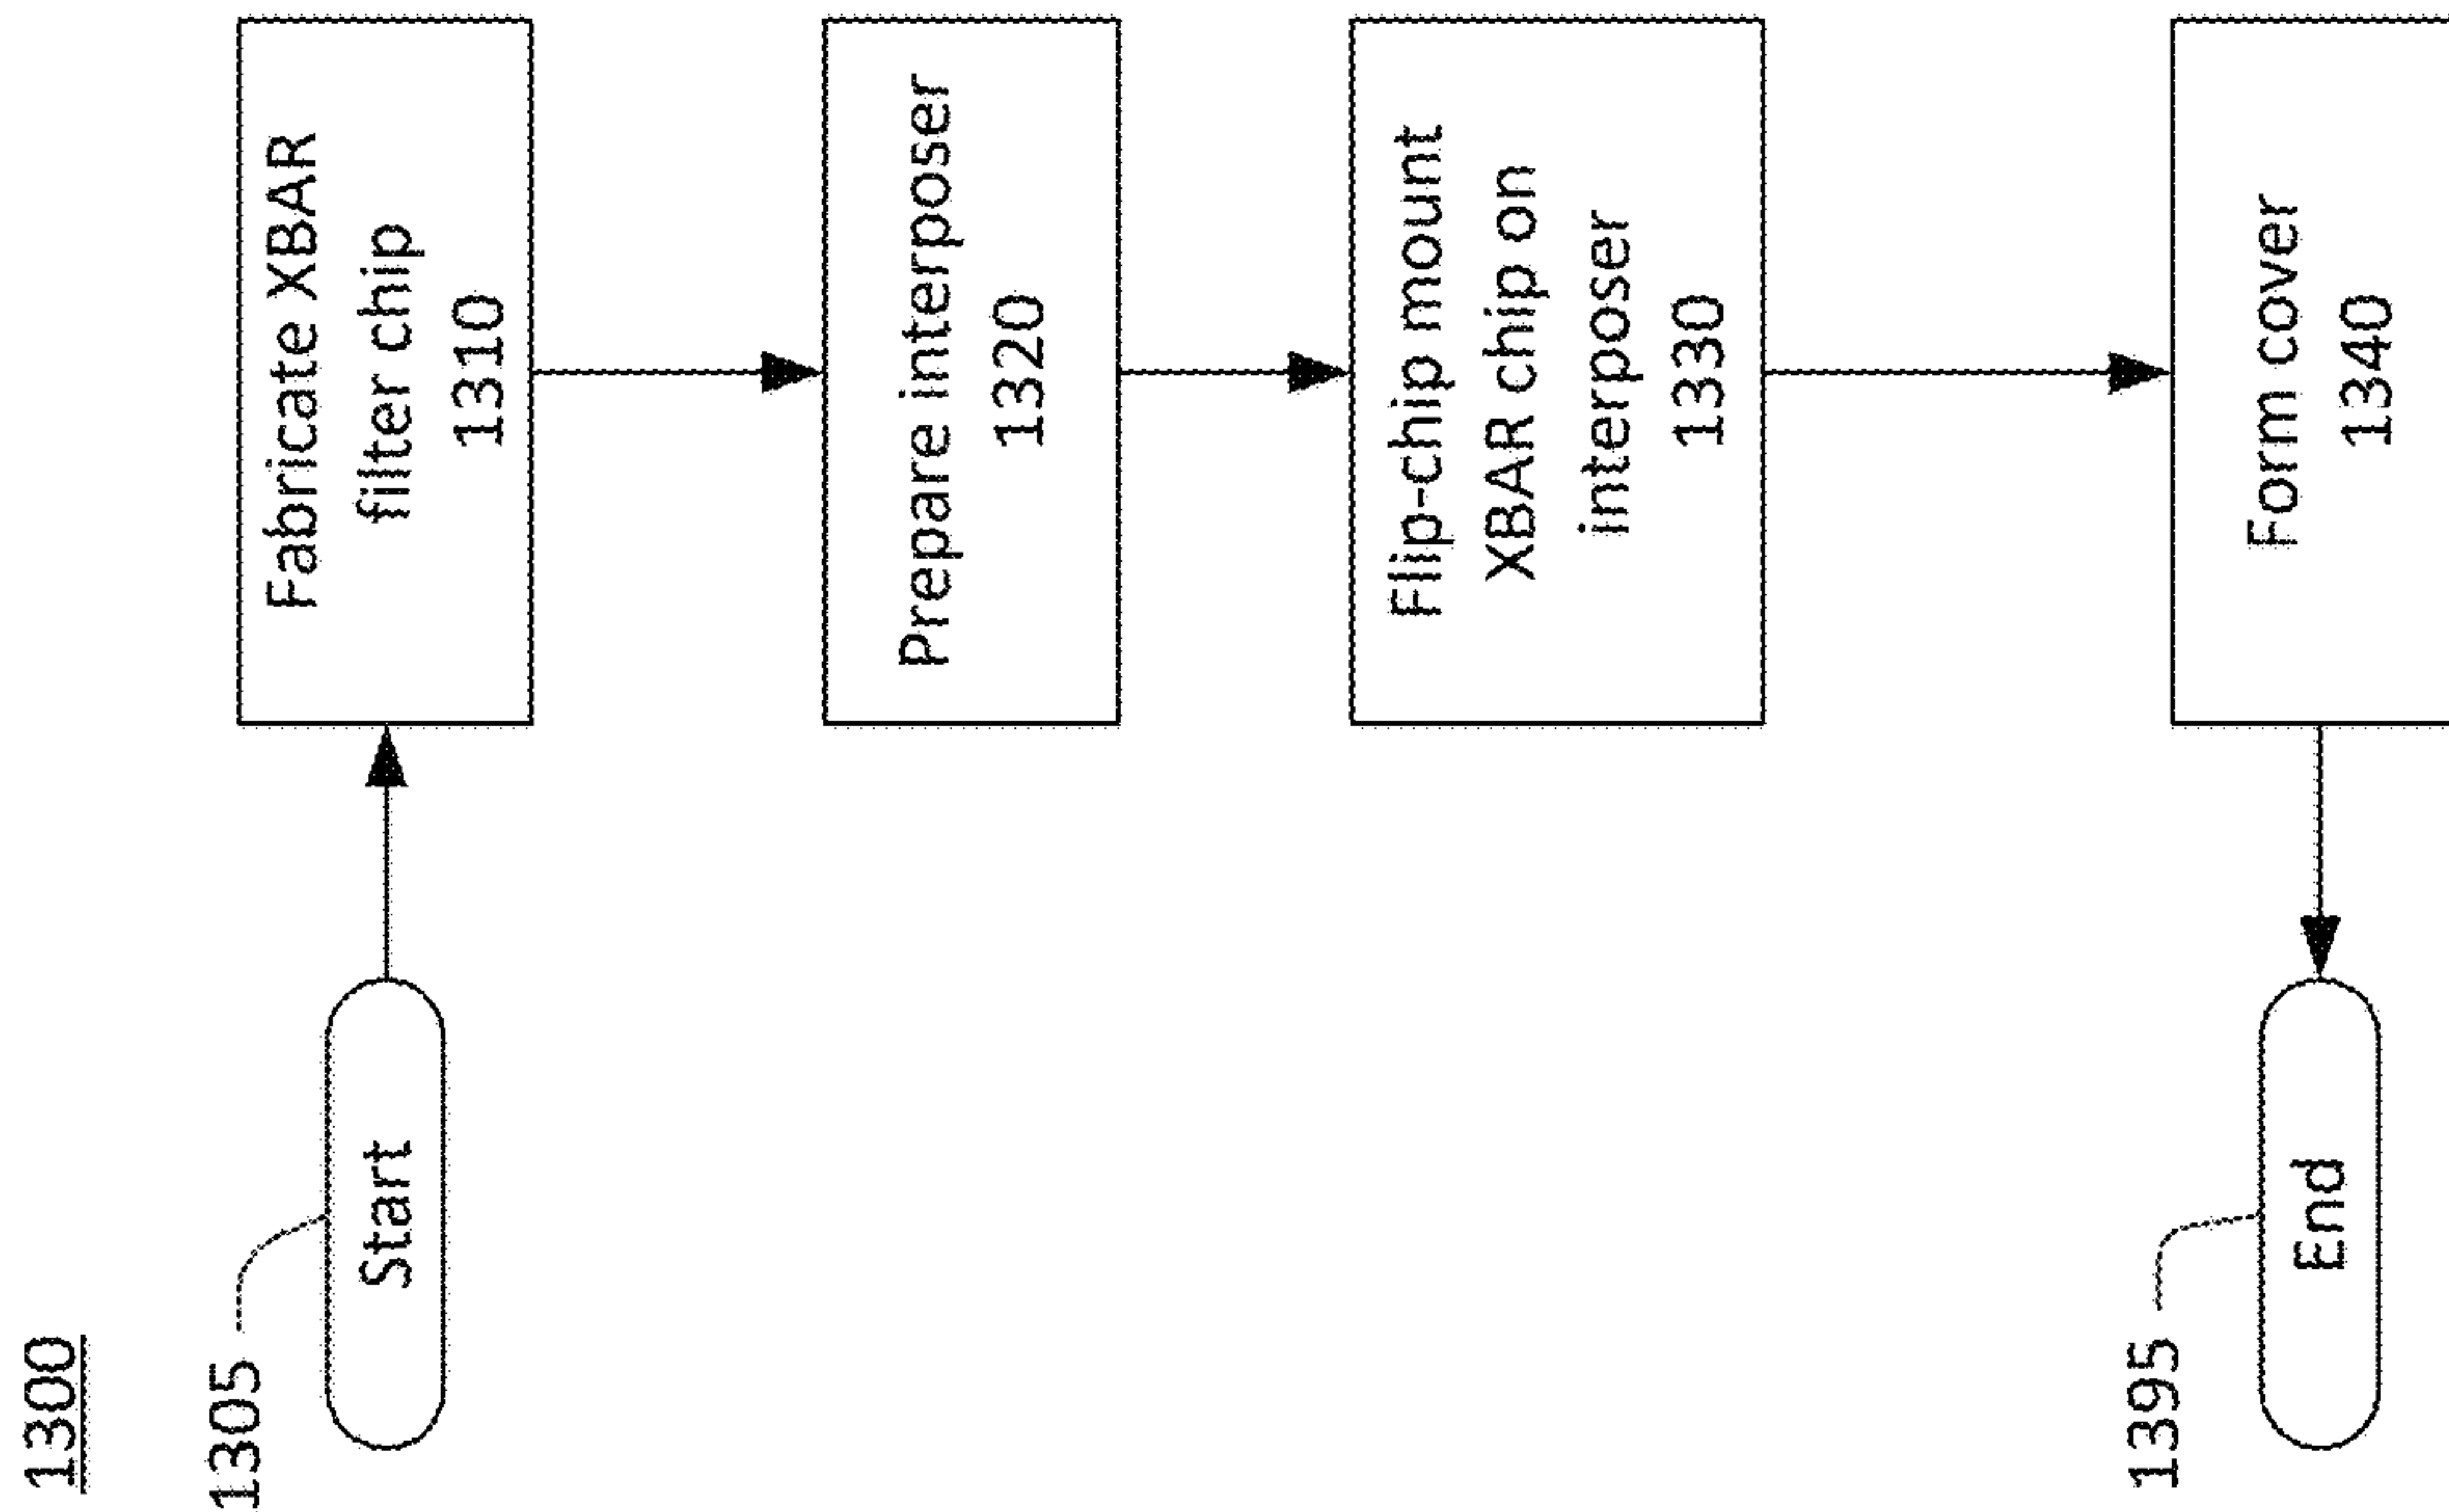 1300
1305
Start
Fabricate XBAR
filter chip
1310
Prepare interposer
1320
Flip-chip mount
XBAR chip on
interposer
1330
Form cover
1340
1395
End